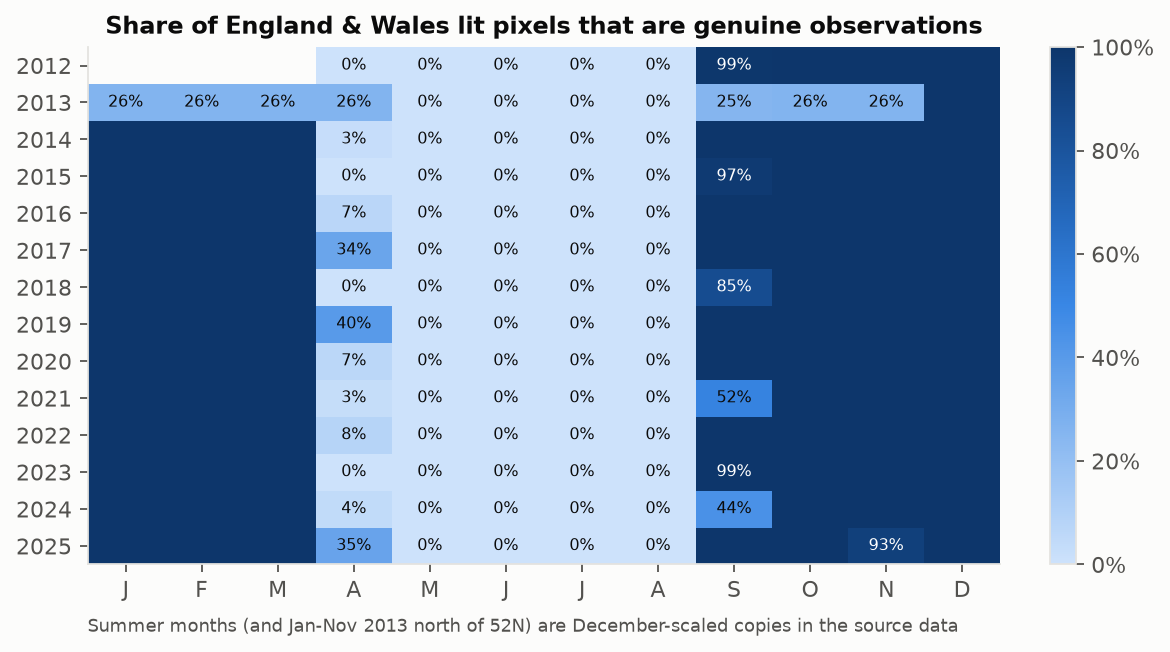 Share of England & Wales lit pixels that are genuine observations
2012 0% 0% 0% 0% 0% 99%
2013 26% 26% 26% 26% 0% 0% 0% 0% 25% 26% 26%
2014 3% 0% 0% 0% 0%
2015 0% 0% 0% 0% 0% 97%
2016 7% 0% 0% 0% 0%
2017 34% 0% 0% 0% 0%
2018 0% 0% 0% 0% 0% 85%
2019 40% 0% 0% 0% 0%
2020 7% 0% 0% 0% 0%
2021 3% 0% 0% 0% 0% 52%
2022 8% 0% 0% 0% 0%
2023 0% 0% 0% 0% 0% 99%
2024 4% 0% 0% 0% 0% 44%
2025 35% 0% 0% 0% 0% 93%
J F M A M J J A S O N D
100%
80%
60%
40%
20%
0%
Summer months (and Jan-Nov 2013 north of 52N) are December-scaled copies in the source data